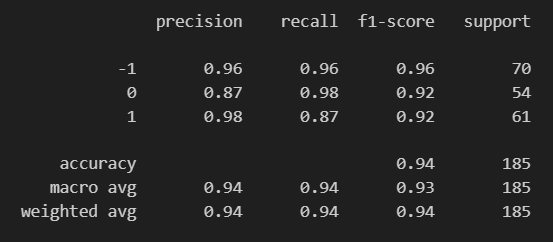 precision recall f1-score support
-1 0.96 0.96 0.96 70
0 0.87 0.98 0.92 54
1 0.98 0.87 0.92 61
accuracy 0.94 185
macro avg 0.94 0.94 0.93 185
weighted avg 0.94 0.94 0.94 185